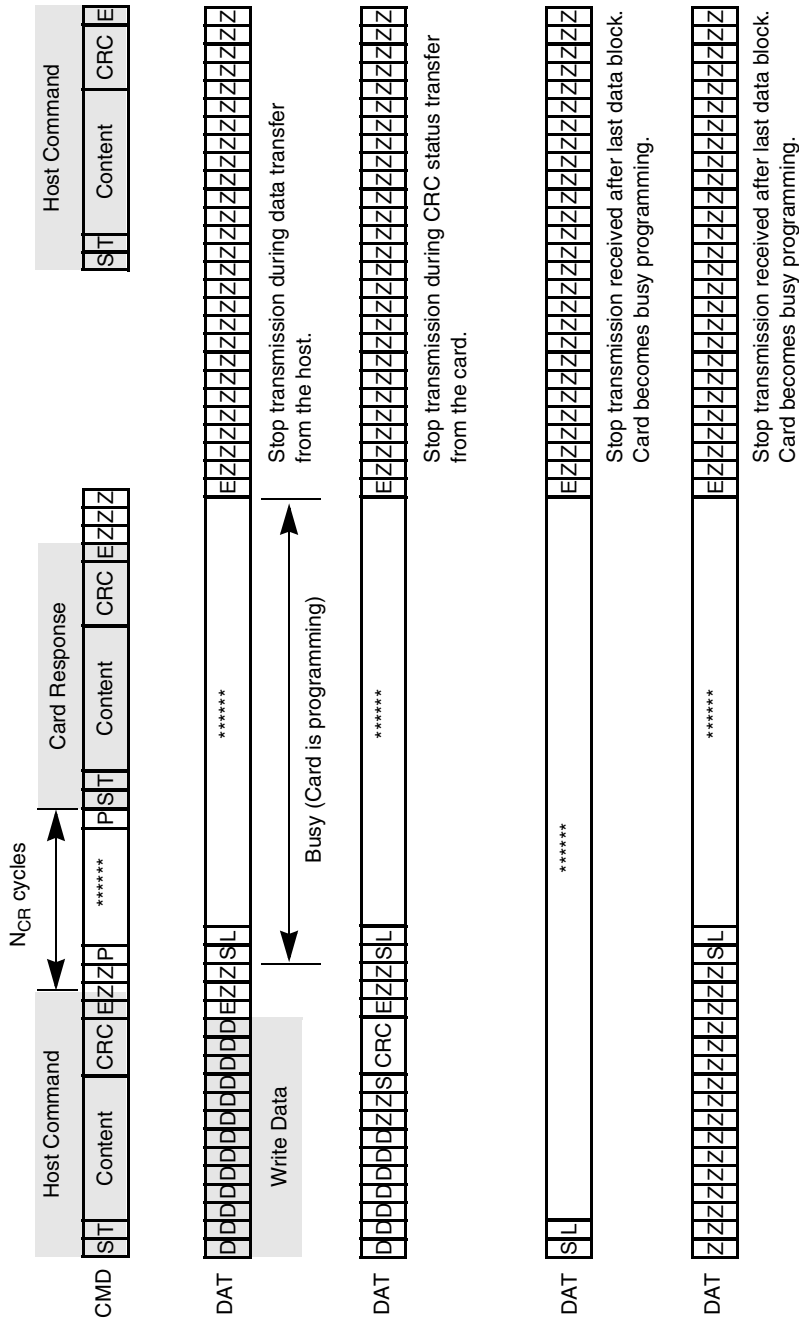 Host Command N_CR cycles Card Response Host Command
CMD S T Content CRC E Z Z P ****** P S T Content CRC E Z Z Z S T Content CRC E
DAT D D D D D D D D D D D D D E Z Z S L ****** E Z Z Z Z Z Z Z Z Z Z Z Z Z Z Z Z Z Z Z Z Z Z Z Z Z Z
Write Data
Busy (Card is programming)
Stop transmission during data transfer
from the host.
DAT D D D D D D D Z Z S CRC E Z Z S L ****** E Z Z Z Z Z Z Z Z Z Z Z Z Z Z Z Z Z Z Z Z Z Z Z Z Z Z
Stop transmission during CRC status transfer
from the card.
DAT S L ****** E Z Z Z Z Z Z Z Z Z Z Z Z Z Z Z Z Z Z Z Z Z Z Z Z Z Z
Stop transmission received after last data block.
Card becomes busy programming.
DAT Z Z Z Z Z Z Z Z Z Z Z Z Z Z Z Z S L ****** E Z Z Z Z Z Z Z Z Z Z Z Z Z Z Z Z Z Z Z Z Z Z Z Z Z Z
Stop transmission received after last data block.
Card becomes busy programming.